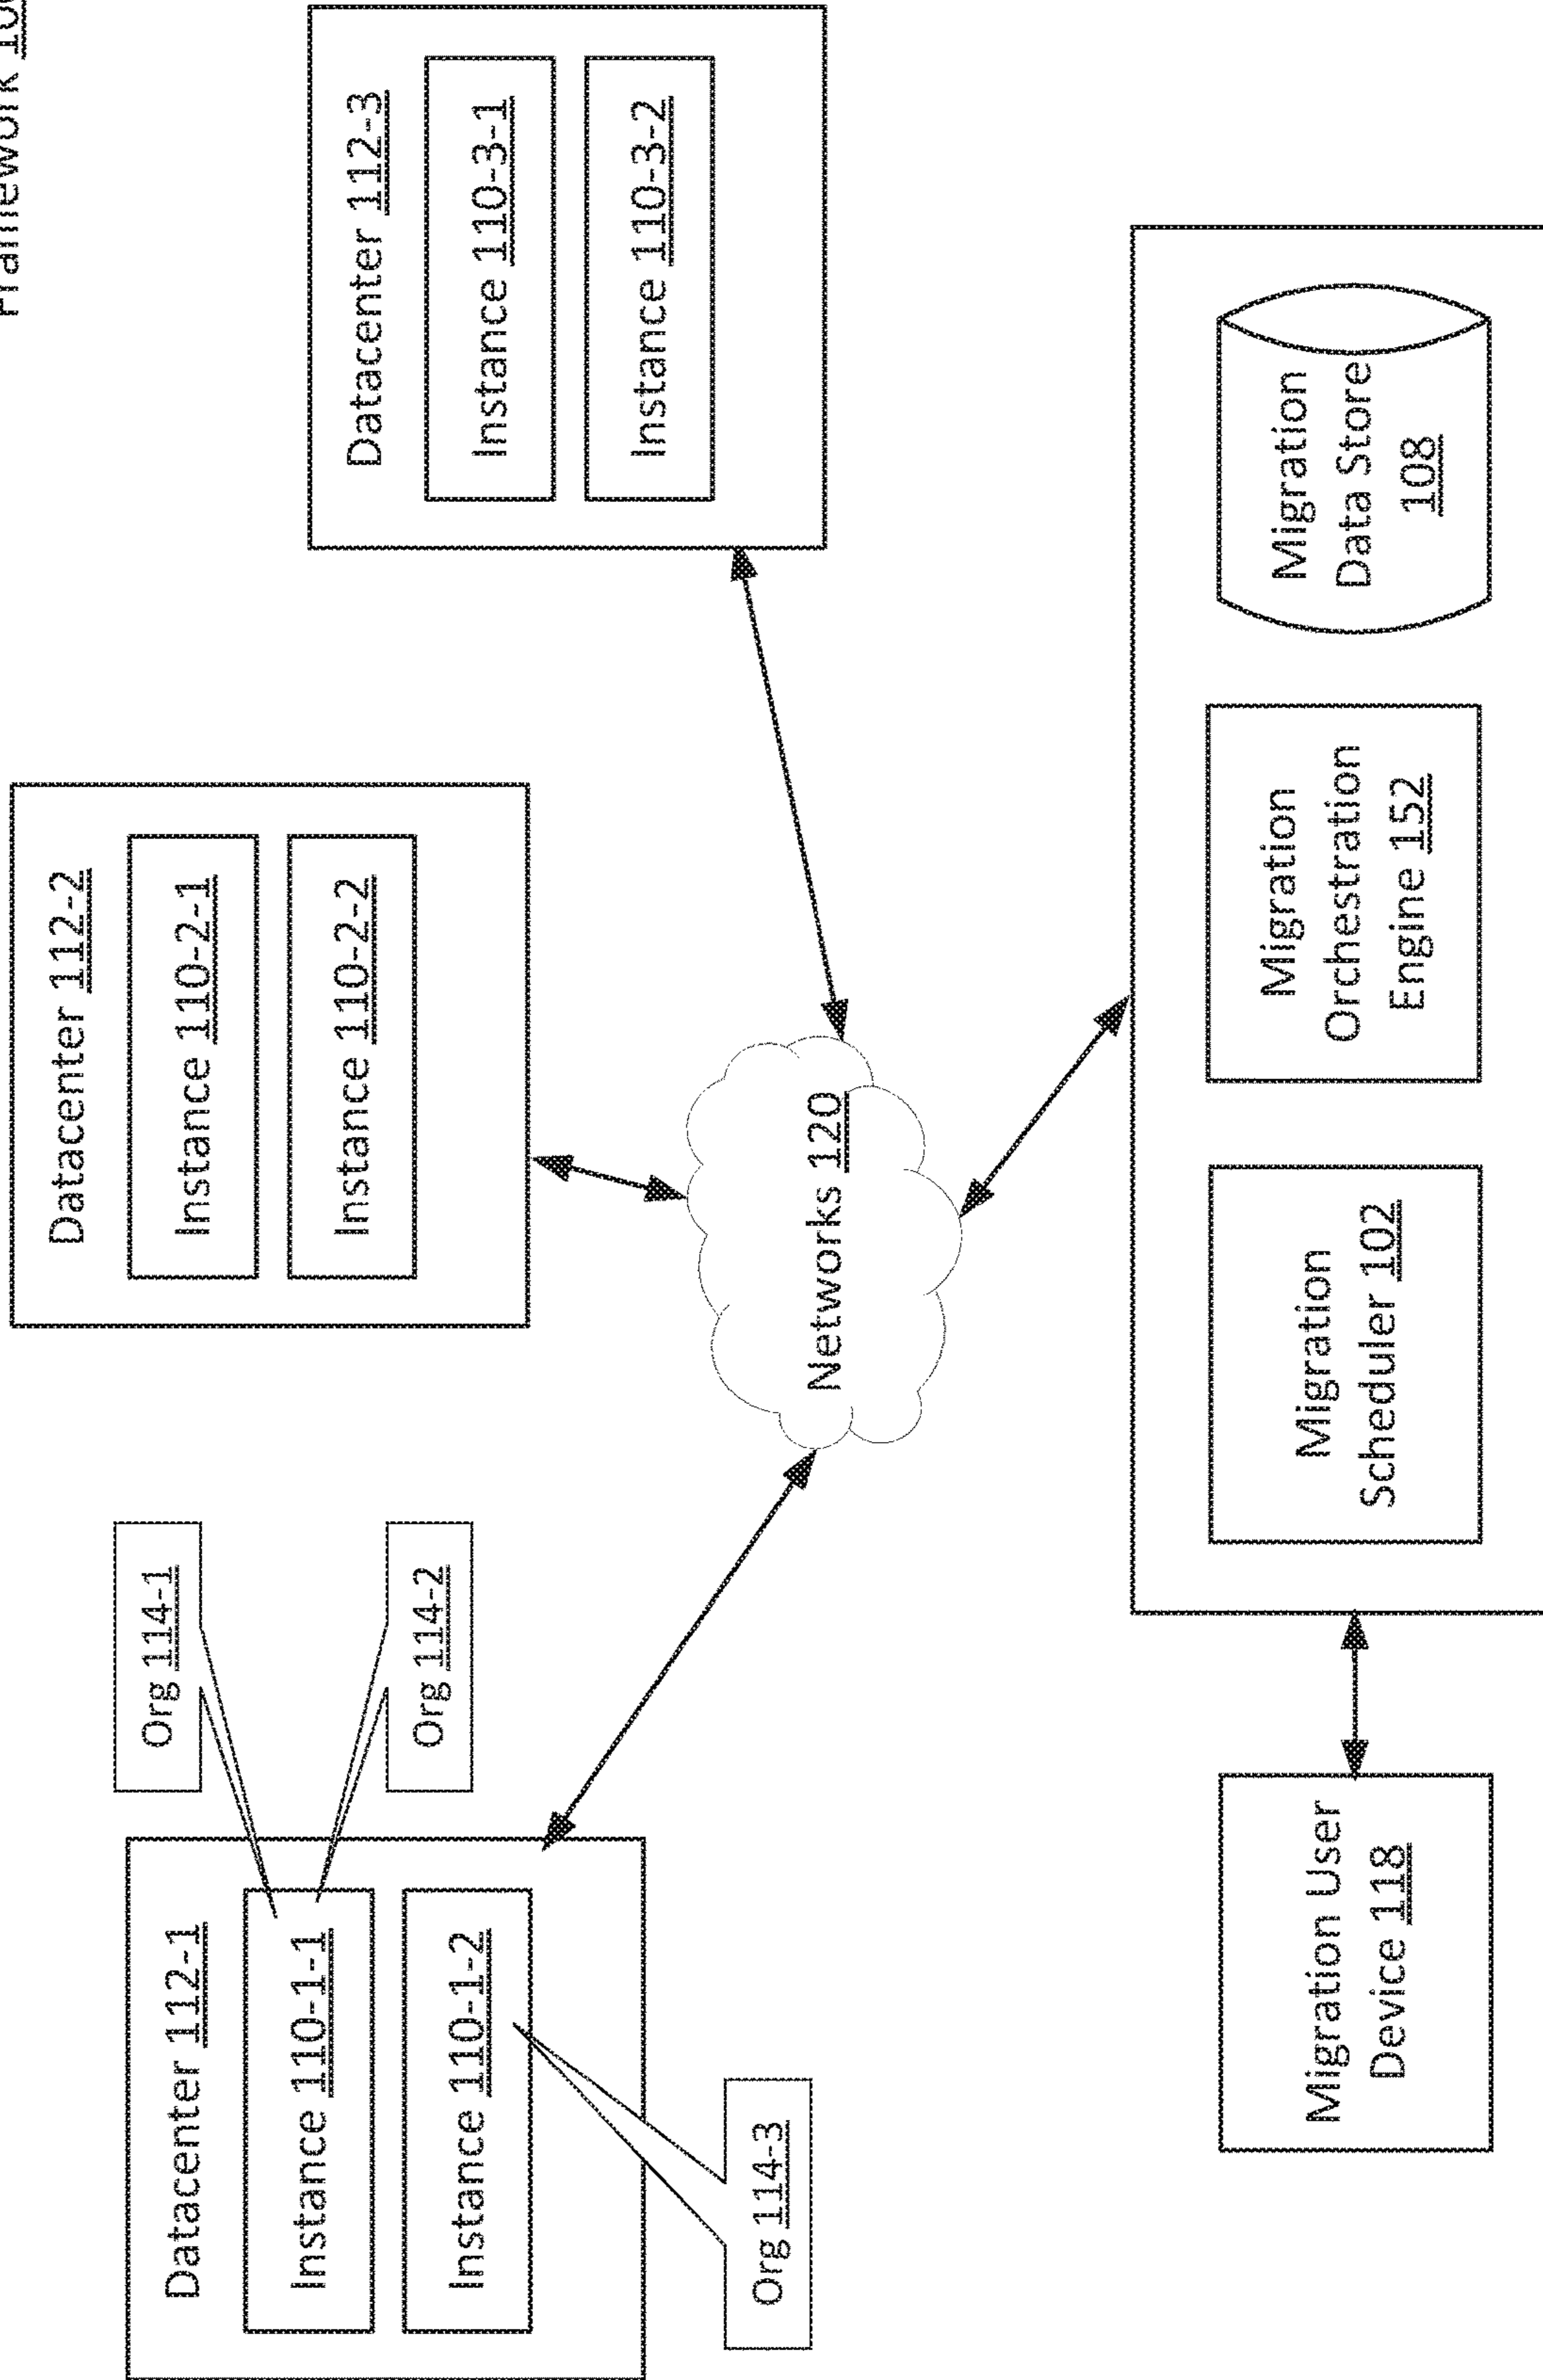 Datacenter 112-1
Instance 110-1-1
Instance 110-1-2
Org 114-1
Org 114-2
Org 114-3
Datacenter 112-2
Instance 110-2-1
Instance 110-2-2
Datacenter 112-3
Instance 110-3-1
Instance 110-3-2
Networks 120
Migration User
Device 118
Migration
Scheduler 102
Migration
Orchestration
Engine 152
Migration
Data Store
108
Framework